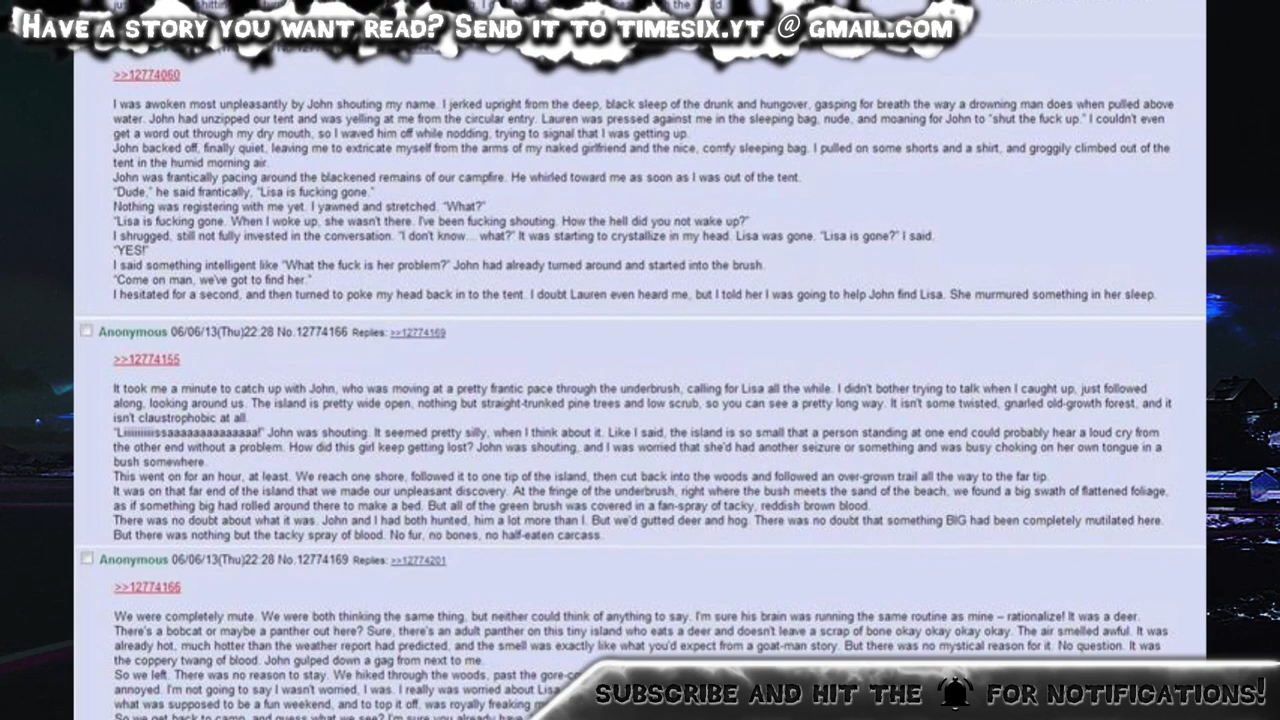 Have a story you want read? Send it to timesix.yt @ gmail.com
>>12774060
I was awoken most unpleasantly by John shouting my name. I jerked upright from the deep, black sleep of the drunk and hungover, gasping for breath the way a drowning man does when pulled above
water. John had unzipped our tent and was yelling at me from the circular entry. Lauren was pressed against me in the sleeping bag, nude, and moaning for John to "shut the fuck up." I couldn't even
get a word out through my dry mouth, so I waved him off while nodding, trying to signal that I was getting up.
John backed off, finally quiet, leaving me to extricate myself from the arms of my naked girlfriend and the nice, comfy sleeping bag. I pulled on some shorts and a shirt, and groggily climbed out of the
tent in the humid morning air.
John was frantically pacing around the blackened remains of our campfire. He whirled toward me as soon as I was out of the tent.
"Dude," he said frantically, "Lisa is fucking gone."
Nothing was registering with me yet. I yawned and stretched. "What?"
"Lisa is fucking gone. When I woke up, she wasn't there. I've been fucking shouting. How the hell did you not wake up?"
I shrugged, still not fully invested in the conversation. "I don't know... what?" It was starting to crystallize in my head. Lisa was gone. "Lisa is gone?" I said.
"YES!"
I said something intelligent like "What the fuck is her problem?" John had already turned around and started into the brush.
"Come on man, we've got to find her."
I hesitated for a second, and then turned to poke my head back in to the tent. I doubt Lauren even heard me, but I told her I was going to help John find Lisa. She murmured something in her sleep.
Anonymous 06/06/13(Thu)22:28 No.12774166 Replies: >>12774169
>>12774155
It took me a minute to catch up with John, who was moving at a pretty frantic pace through the underbrush, calling for Lisa all the while. I didn't bother trying to talk when I caught up, just followed
along, looking around us. The island is pretty wide open, nothing but straight-trunked pine trees and low scrub, so you can see a pretty long way. It isn't some twisted, gnarled old-growth forest, and it
isn't claustrophobic at all.
"Liiiiiiiiiiissaaaaaaaaaaaaaa!" John was shouting. It seemed pretty silly, when I think about it. Like I said, the island is so small that a person standing at one end could probably hear a loud cry from
the other end without a problem. How did this girl keep getting lost? John was shouting, and I was worried that she'd had another seizure or something and was busy choking on her own tongue in a
bush somewhere.
This went on for an hour, at least. We reach one shore, followed it to one tip of the island, then cut back into the woods and followed an over-grown trail all the way to the far tip.
It was on that far end of the island that we made our unpleasant discovery. At the fringe of the underbrush, right where the bush meets the sand of the beach, we found a big swath of flattened foliage,
as if something big had rolled around there to make a bed. But all of the green brush was covered in a fan-spray of tacky, reddish brown blood.
There was no doubt about what it was. John and I had both hunted, him a lot more than I. But we'd gutted deer and hog. There was no doubt that something BIG had been completely mutilated here.
But there was nothing but the tacky spray of blood. No fur, no bones, no half-eaten carcass.
Anonymous 06/06/13(Thu)22:28 No.12774169 Replies: >>12774201
>>12774166
We were completely mute. We were both thinking the same thing, but neither could think of anything to say. I'm sure his brain was running the same routine as mine – rationalize! It was a deer.
There's a bobcat or maybe a panther out here? Sure, there's an adult panther on this tiny island who eats a deer and doesn't leave a scrap of bone okay okay okay okay. The air smelled awful. It was
already hot, much hotter than the weather report had predicted, and the smell was exactly like what you'd expect from a goat-man story. But there was no mystical reason for it. No question. It was
the coppery twang of blood. John gulped down a gag from next to me.
So we left. There was no reason to stay. We hiked through the woods, past the gore-
annoyed. I'm not going to say I wasn't worried, I was. I really was worried about Lisa
what was supposed to be a fun weekend, and to top it off, was royally freaking
So we get back to camp, and guess what we see? I'm sure you already have
Subscribe and hit the for notifications!